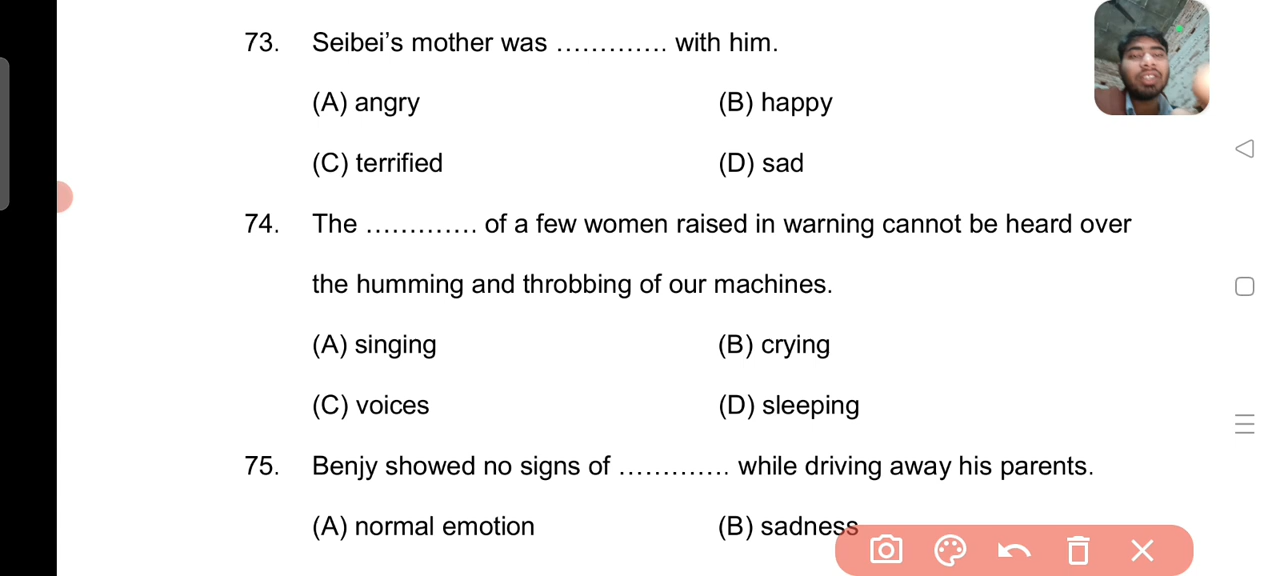 73. Seibei’s mother was …………. with him.
(A) angry (B) happy
(C) terrified (D) sad
74. The …………. of a few women raised in warning cannot be heard over
the humming and throbbing of our machines.
(A) singing (B) crying
(C) voices (D) sleeping
75. Benjy showed no signs of …………. while driving away his parents.
(A) normal emotion (B) sadness